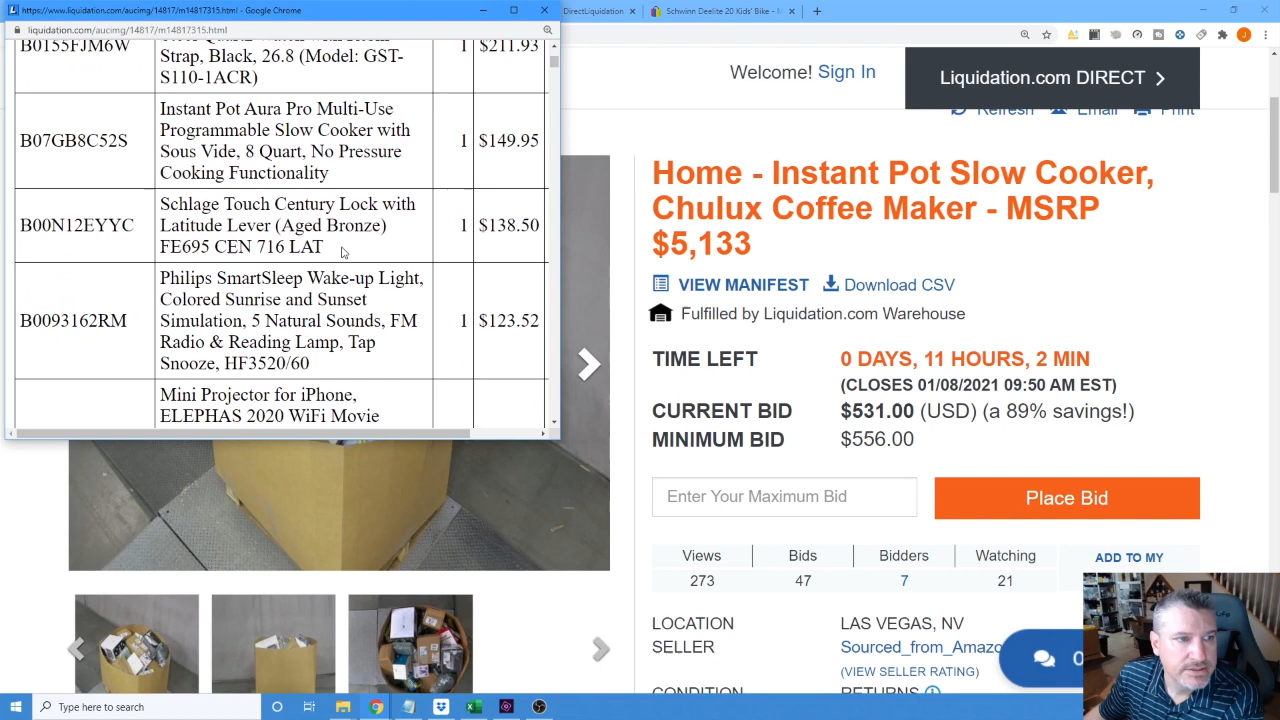 https://www.liquidation.com/aucimg/14817/m14817315.html - Google Chrome
DirectLiquidation
Schwinn Deelite 20 Kids' Bike - M
liquidation.com/aucimg/14817/m14817315.html
B0155FJM6W
Strap, Black, 26.8 (Model: GST-
S110-1ACR)
1 $211.93
B07GB8C52S
Instant Pot Aura Pro Multi-Use
Programmable Slow Cooker with
Sous Vide, 8 Quart, No Pressure
Cooking Functionality
1 $149.95
B00N12EYYC
Schlage Touch Century Lock with
Latitude Lever (Aged Bronze)
FE695 CEN 716 LAT
1 $138.50
B0093162RM
Philips SmartSleep Wake-up Light,
Colored Sunrise and Sunset
Simulation, 5 Natural Sounds, FM
Radio & Reading Lamp, Tap
Snooze, HF3520/60
1 $123.52
Mini Projector for iPhone,
ELEPHAS 2020 WiFi Movie
J
Welcome! Sign In
Liquidation.com DIRECT
Refresh Email Print
Home - Instant Pot Slow Cooker,
Chulux Coffee Maker - MSRP
$5,133
VIEW MANIFEST Download CSV
Fulfilled by Liquidation.com Warehouse
TIME LEFT 0 DAYS, 11 HOURS, 2 MIN
(CLOSES 01/08/2021 09:50 AM EST)
CURRENT BID $531.00 (USD) (a 89% savings!)
MINIMUM BID $556.00
Enter Your Maximum Bid Place Bid
Views Bids Bidders Watching ADD TO MY
273 47 7 21
LOCATION LAS VEGAS, NV
SELLER Sourced_from_Amazo
(VIEW SELLER RATING)
CONDITION RETURNS
Type here to search